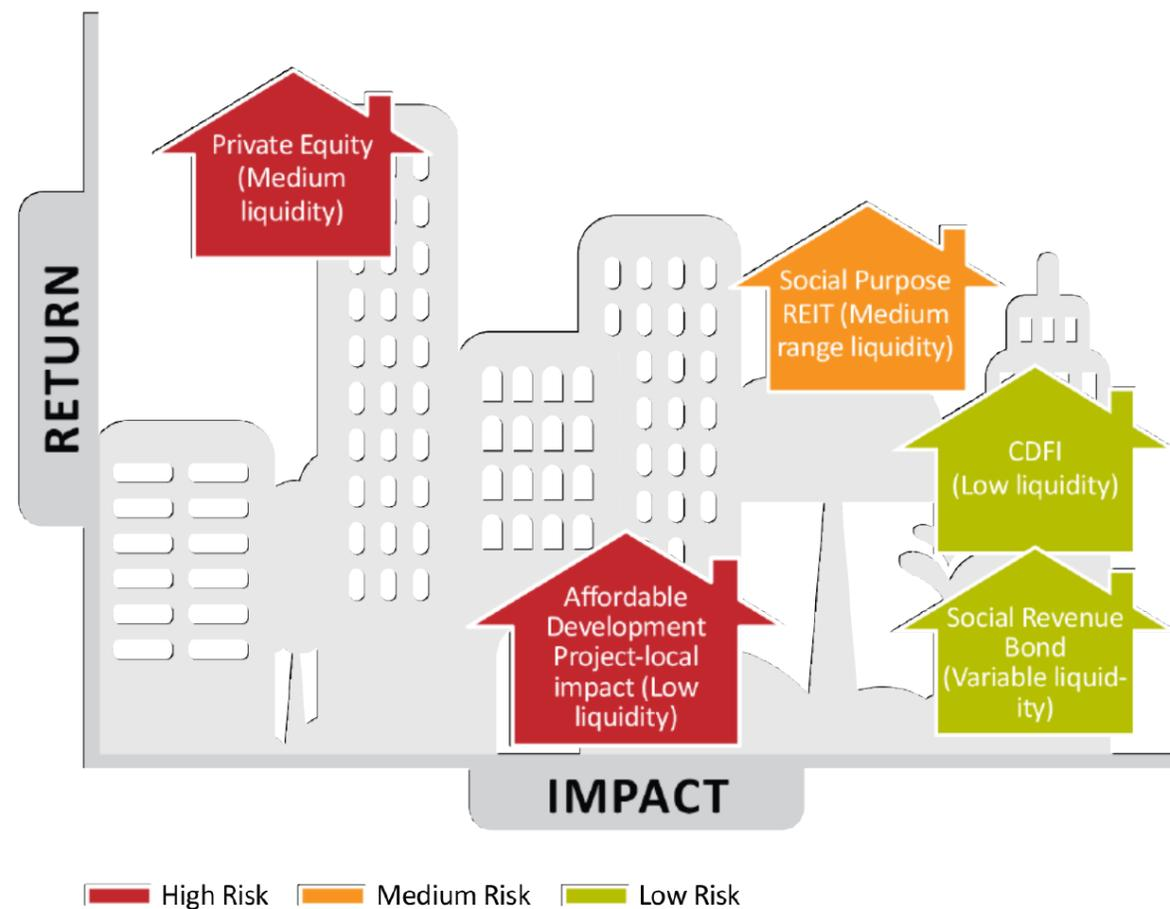 RETURN
Private Equity
(Medium
liquidity)
Social Purpose
REIT (Medium
range liquidity)
CDFI
(Low liquidity)
Affordable
Development
Project-local
impact (Low
liquidity)
Social Revenue
Bond
(Variable liquid-
ity)
IMPACT
High Risk
Medium Risk
Low Risk